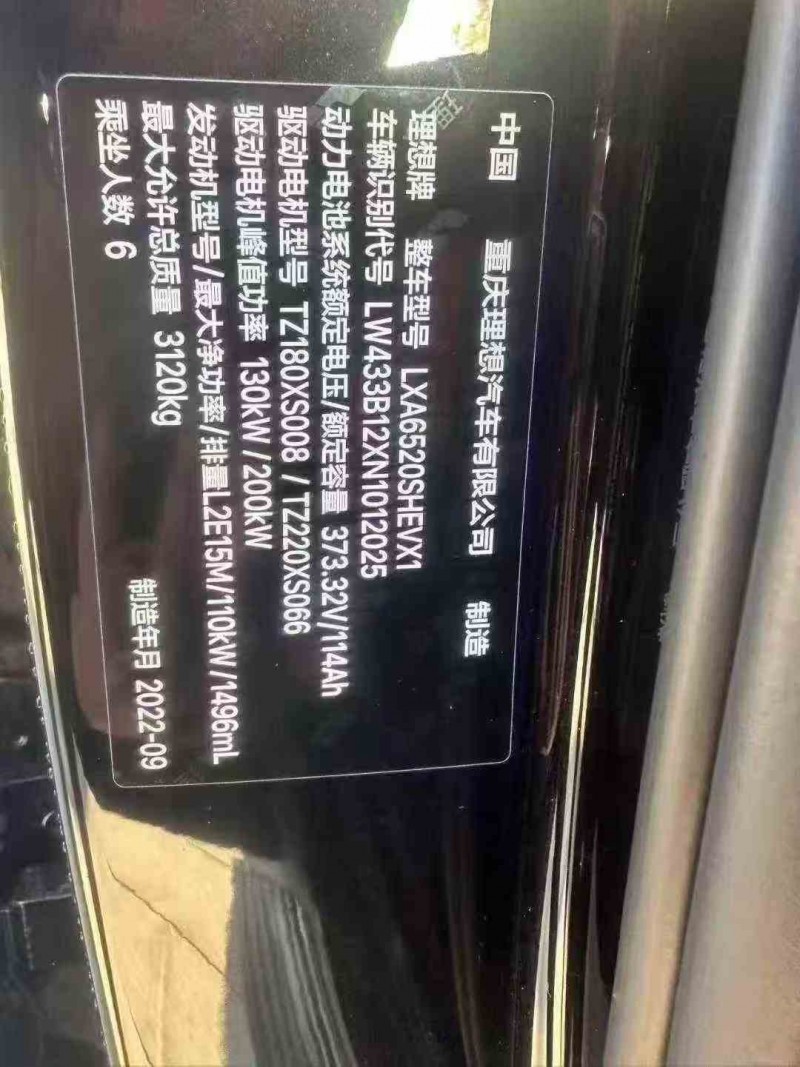 中国 重庆理想汽车有限公司 制造
理想牌 整车型号 LXA6520SHEVX1
车辆识别代号 LW433B12XN1012025
动力电池系统额定电压/额定容量 373.32V/114Ah
驱动电机型号 TZ180XS008 / TZ220XS066
驱动电机峰值功率 130kW /200kW
发动机型号/最大净功率/排量L2E15M/110kW/1496mL
最大允许总质量 3120kg 制造年月 2022-09
乘坐人数 6